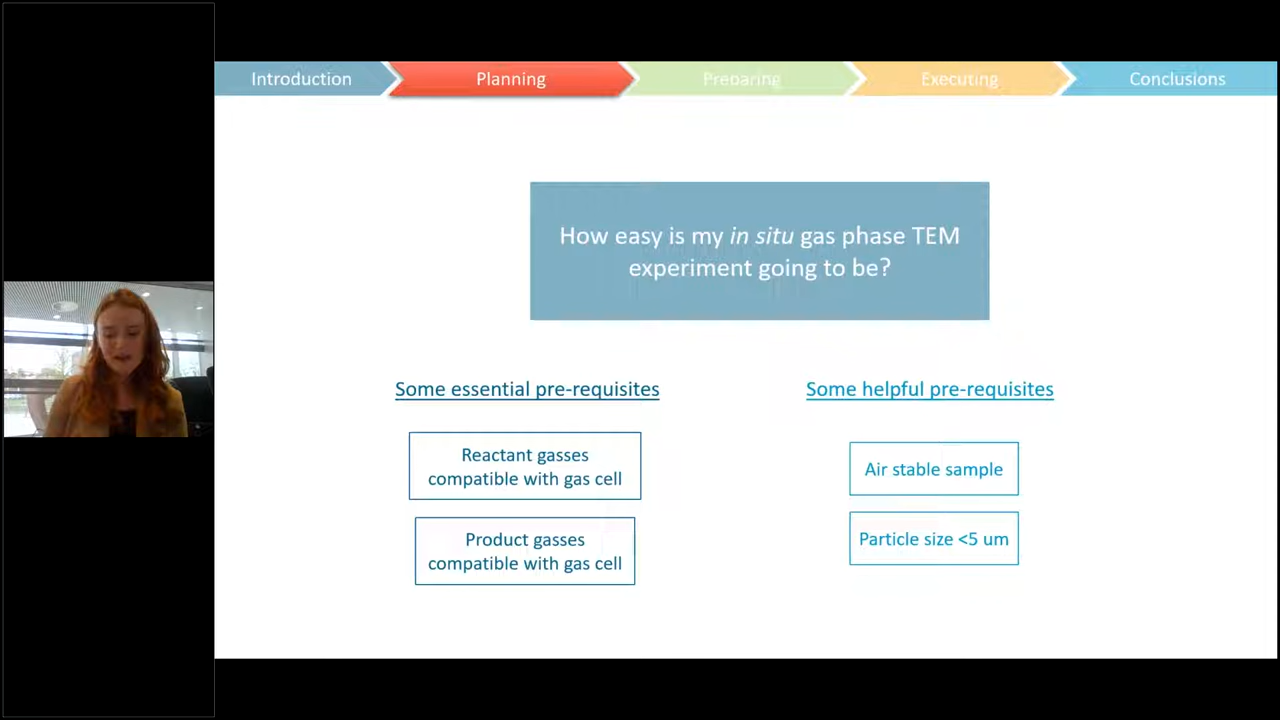 Introduction
Planning
Preparing
Executing
Conclusions
How easy is my in situ gas phase TEM
experiment going to be?
Some essential pre-requisites
Some helpful pre-requisites
Reactant gasses
compatible with gas cell
Air stable sample
Product gasses
compatible with gas cell
Particle size <5 um